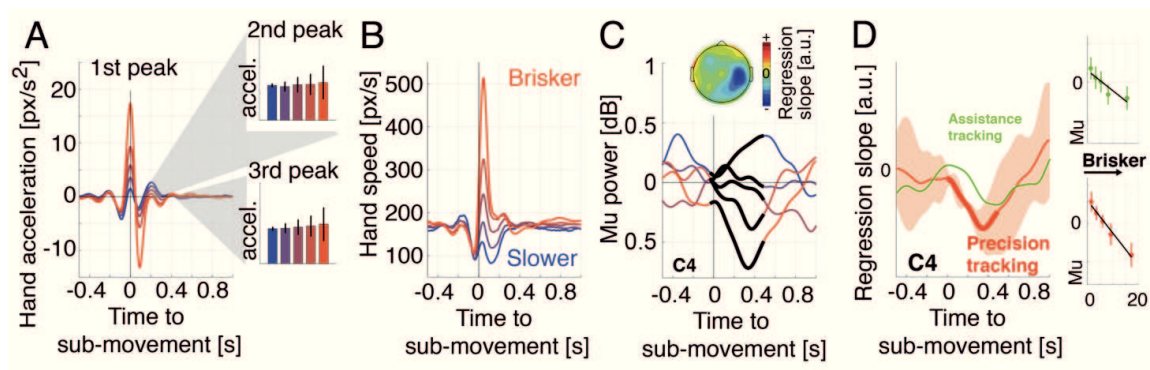 A
1st peak
Hand acceleration [px/s²]
20
10
0
-10
-0.4 0 0.4 0.8
Time to
sub-movement [s]
2nd peak
accel.
3rd peak
accel.
B
Hand speed [px/s]
500
400
300
200
100
Brisker
Slower
-0.4 0 0.4 0.8
Time to
sub-movement [s]
C
+
0
-
Regression
slope [a.u.]
Mu power [dB]
1
0.5
0
0.5
C4
-0.4 0 0.4 0.8
Time to
sub-movement [s]
D
Regression slope [a.u.]
0
Assistance
tracking
Precision
tracking
C4
-0.4 0 0.4 0.8
Time to
sub-movement [s]
0
Mu
Brisker
0
Mu
0 20